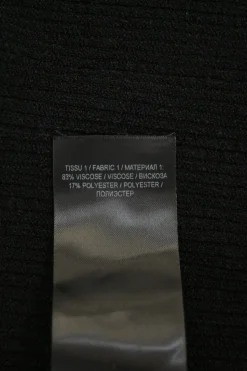 TISSU 1 / FABRIC 1 / МАТЕРИАЛ 1:
83% VISCOSE / VISCOSE / ВИСКОЗА
17% POLYESTER / POLYESTER /
ПОЛИЭСТЕР